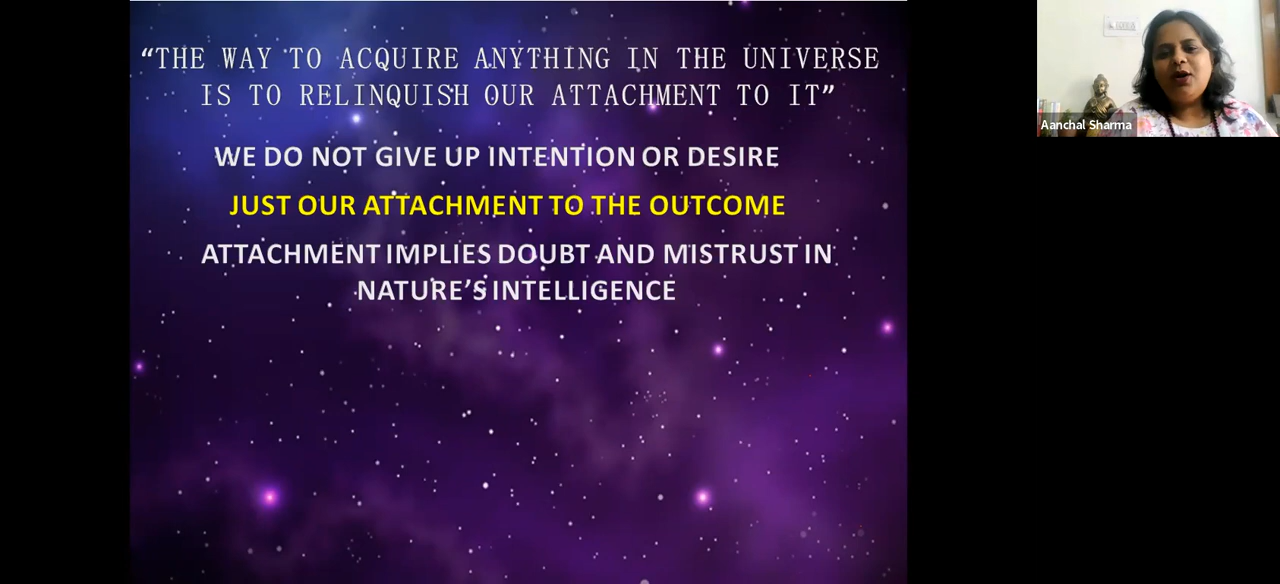 “THE WAY TO ACQUIRE ANYTHING IN THE UNIVERSE
IS TO RELINQUISH OUR ATTACHMENT TO IT”
WE DO NOT GIVE UP INTENTION OR DESIRE
JUST OUR ATTACHMENT TO THE OUTCOME
ATTACHMENT IMPLIES DOUBT AND MISTRUST IN
NATURE’S INTELLIGENCE
Aanchal Sharma